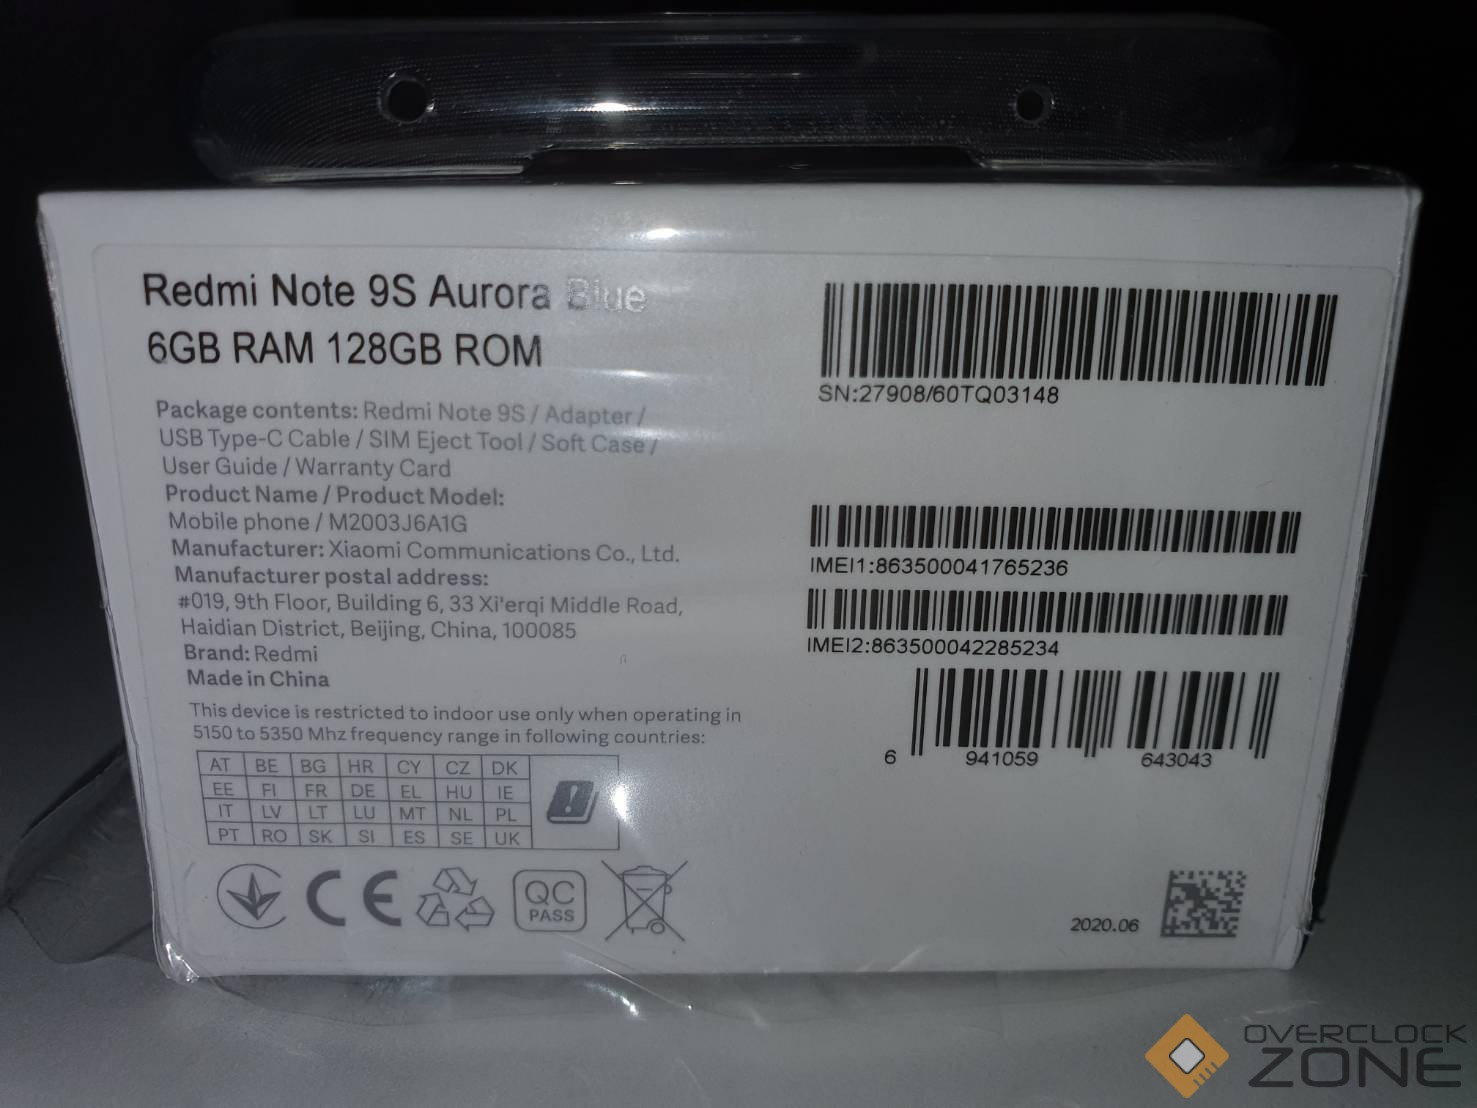 Redmi Note 9S Aurora Blue
6GB RAM 128GB ROM
Package contents: Redmi Note 9S / Adapter /
USB Type-C Cable / SIM Eject Tool / Soft Case /
User Guide / Warranty Card
Product Name / Product Model:
Mobile phone / M2003J6A1G
Manufacturer: Xiaomi Communications Co., Ltd.
Manufacturer postal address:
#019, 9th Floor, Building 6, 33 Xi'erqi Middle Road,
Haidian District, Beijing, China, 100085
Brand: Redmi
Made in China
This device is restricted to indoor use only when operating in
5150 to 5350 Mhz frequency range in following countries:
AT BE BG HR CY CZ DK
EE FI FR DE EL HU IE
IT LV LT LU MT NL PL
PT RO SK SI ES SE UK
CE
QC
PASS
SN:27908/60TQ03148
IMEI1:863500041765236
IMEI2:863500042285234
6 941059 643043
2020.06
OVERCLOCK
ZONE